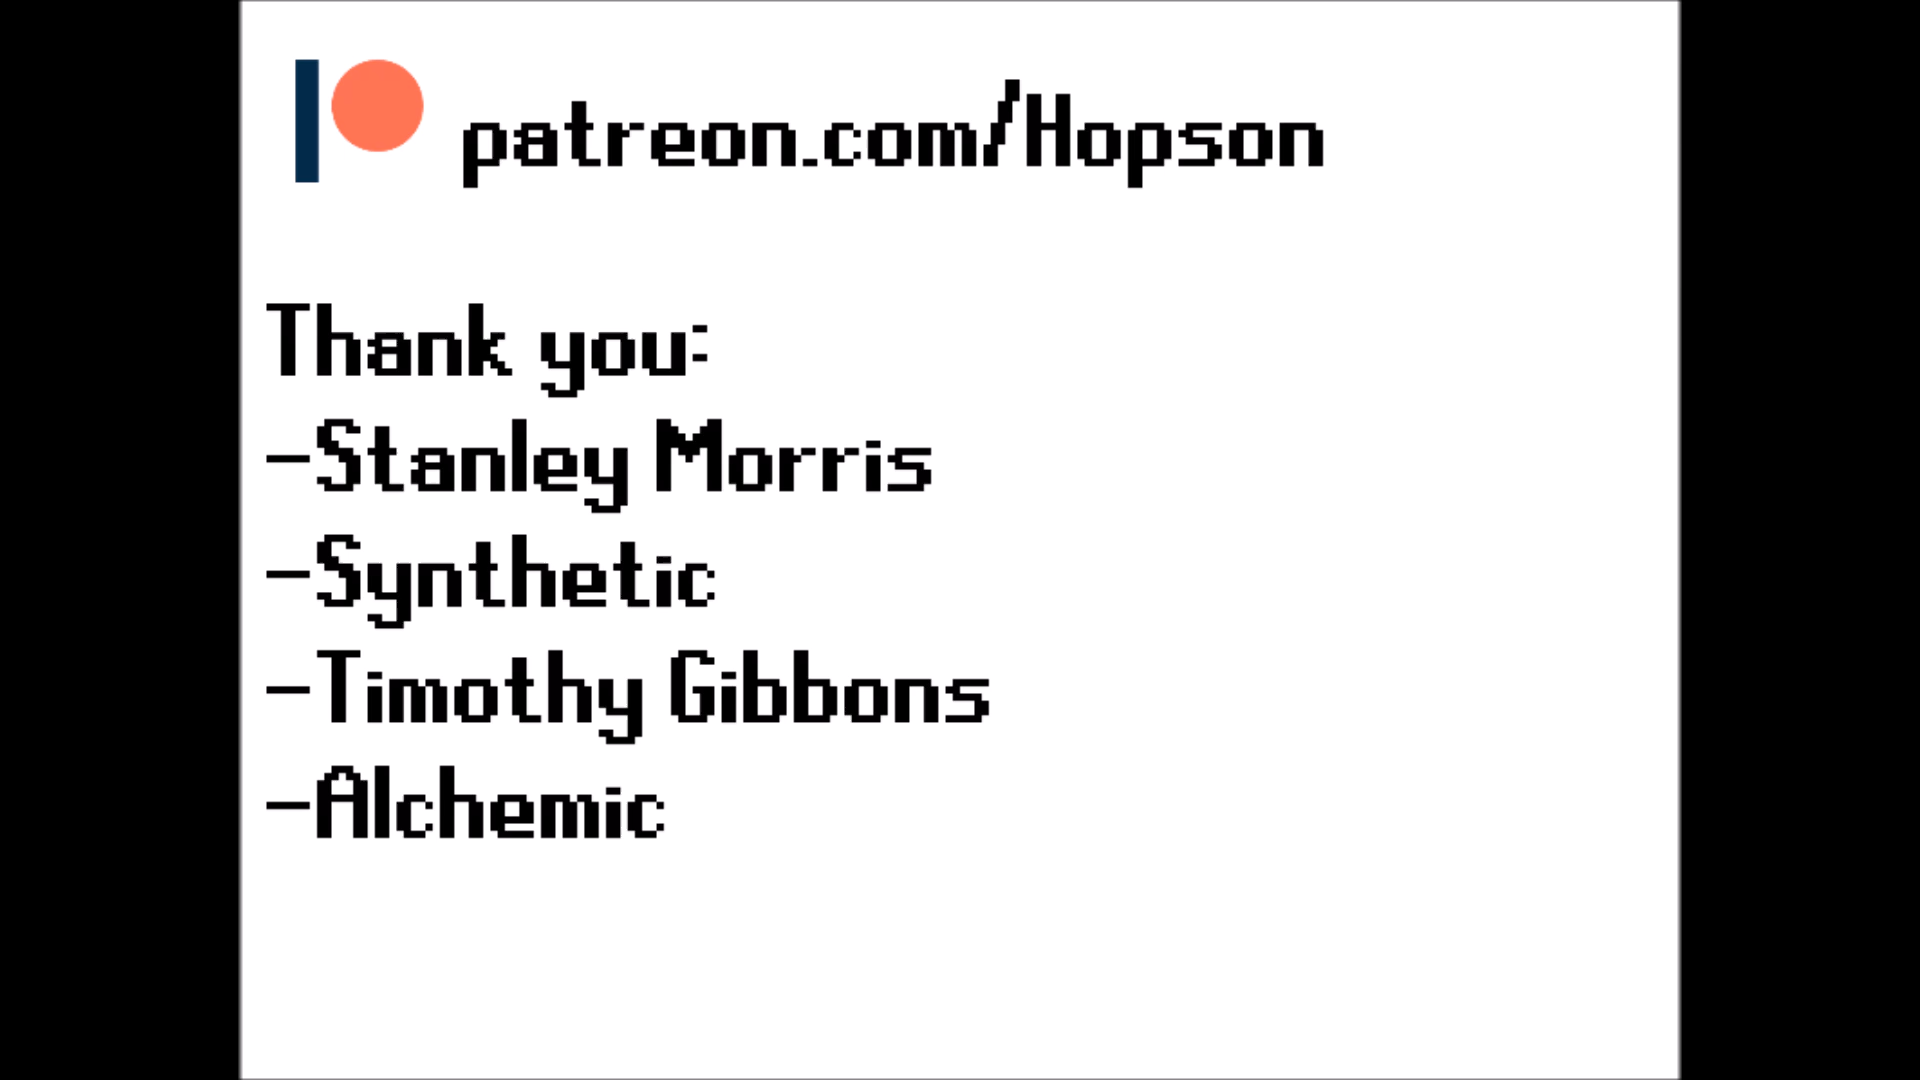 patreon.com/Hopson
Thank you:
-Stanley Morris
-Synthetic
-Timothy Gibbons
-Alchemic